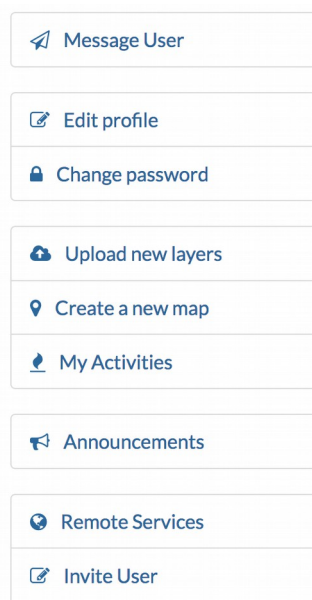 Message User
Edit profile
Change password
Upload new layers
Create a new map
My Activities
Announcements
Remote Services
Invite User